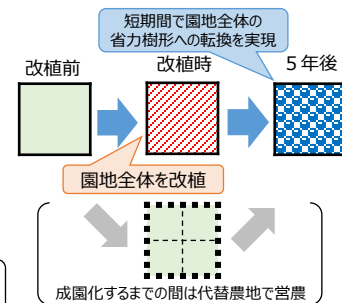 短期間で園地全体の
省力樹形への転換を実現
改植前
改植時
5年後
園地全体を改植
成園化するまでの間は代替農地で営農